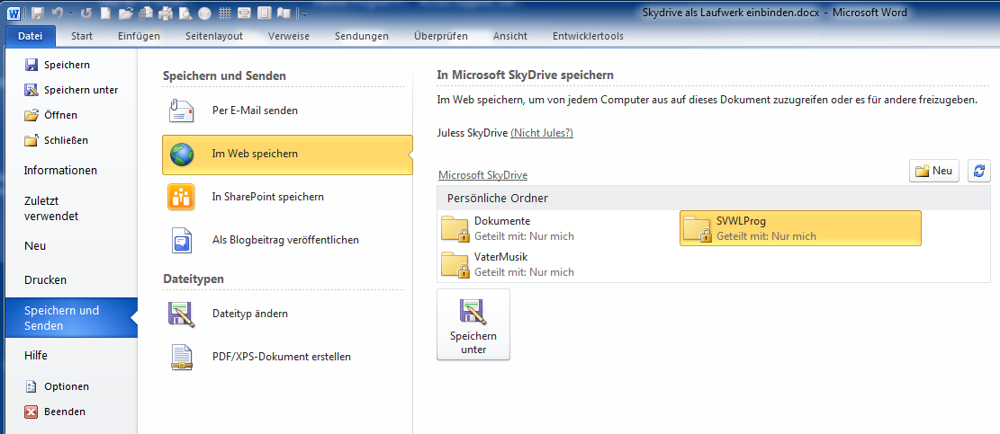 Skydrive als Laufwerk einbinden.docx - Microsoft Word
Datei Start Einfügen Seitenlayout Verweise Sendungen Überprüfen Ansicht Entwicklertools
Speichern
Speichern unter
Öffnen
Schließen
Informationen
Zuletzt
verwendet
Neu
Drucken
Speichern und
Senden
Hilfe
Optionen
Beenden
Speichern und Senden
Per E-Mail senden
Im Web speichern
In SharePoint speichern
Als Blogbeitrag veröffentlichen
Dateitypen
Dateityp ändern
PDF/XPS-Dokument erstellen
In Microsoft SkyDrive speichern
Im Web speichern, um von jedem Computer aus auf dieses Dokument zuzugreifen oder es für andere freizugeben.
Juless SkyDrive (Nicht Jules?)
Microsoft SkyDrive
Neu
Persönliche Ordner
Dokumente
Geteilt mit: Nur mich
SVWLProg
Geteilt mit: Nur mich
VaterMusik
Geteilt mit: Nur mich
Speichern
unter